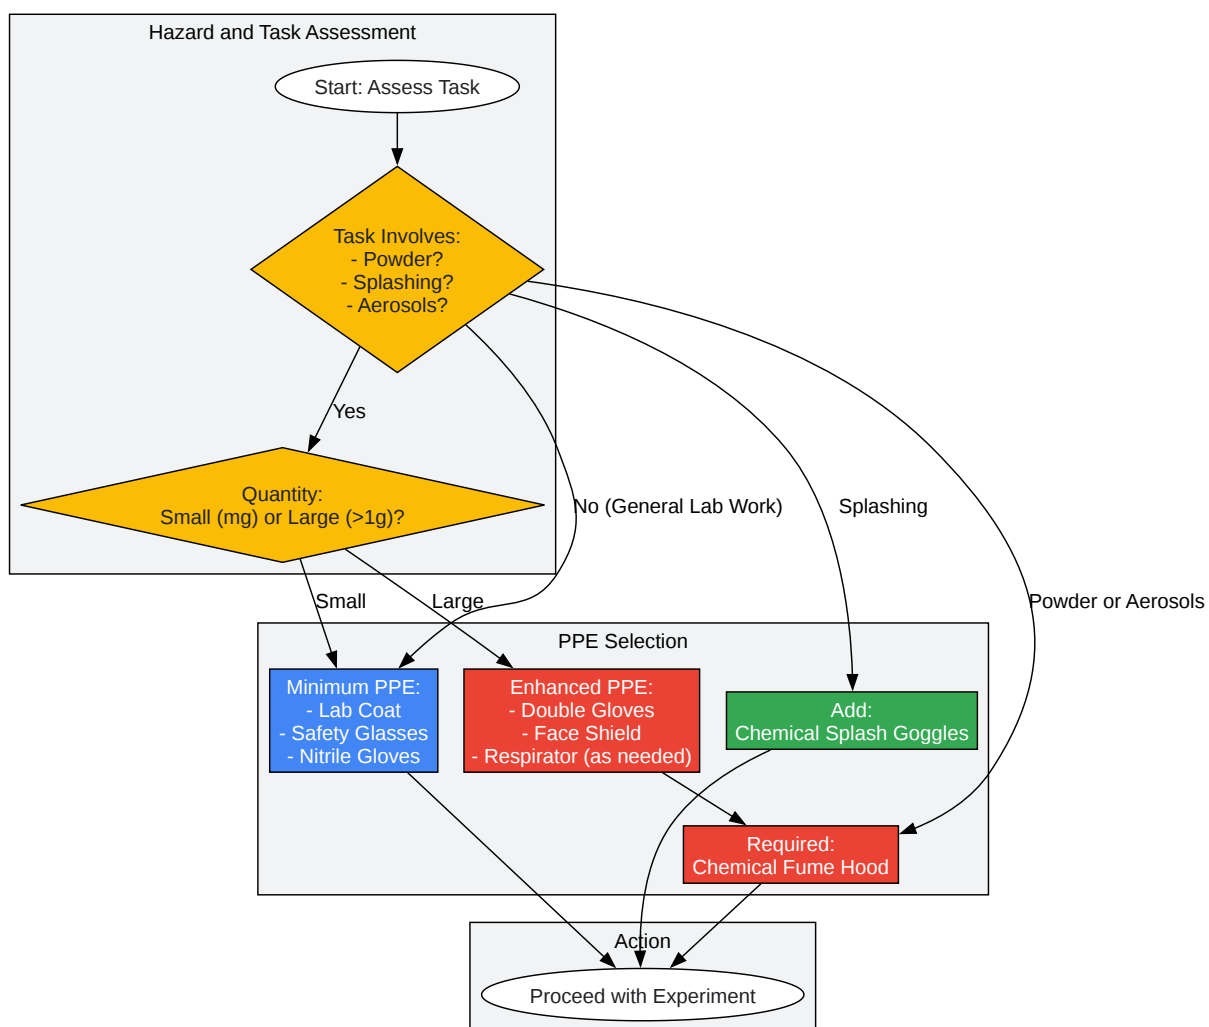 Hazard and Task Assessment
Start: Assess Task
Task Involves:
- Powder?
- Splashing?
- Aerosols?
Yes
Quantity:
Small (mg) or Large (>1g)?
No (General Lab Work)
Splashing
Powder or Aerosols
Small
Large
PPE Selection
Minimum PPE:
- Lab Coat
- Safety Glasses
- Nitrile Gloves
Enhanced PPE:
- Double Gloves
- Face Shield
- Respirator (as needed)
Add:
Chemical Splash Goggles
Required:
Chemical Fume Hood
Action
Proceed with Experiment